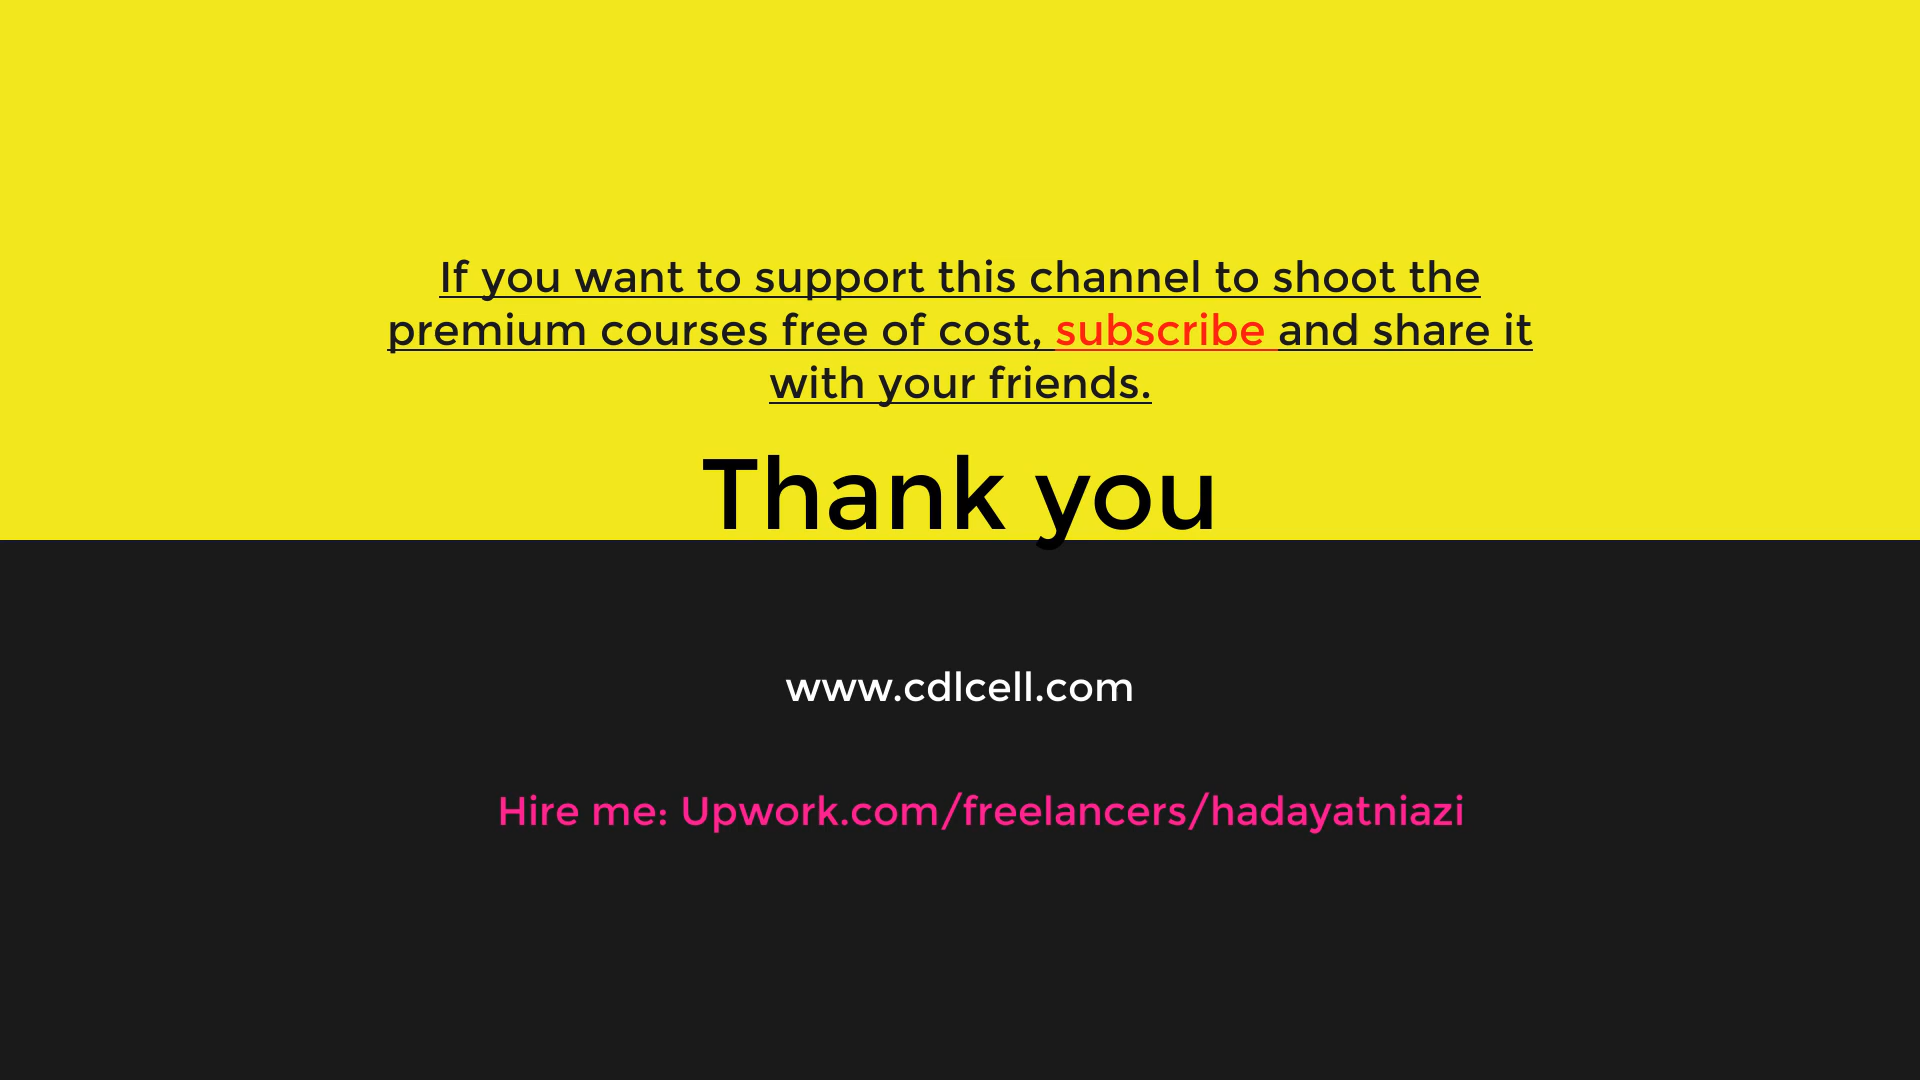 If you want to support this channel to shoot the
premium courses free of cost, subscribe and share it
with your friends.
Thank you
www.cdlcell.com
Hire me: Upwork.com/freelancers/hadayatniazi